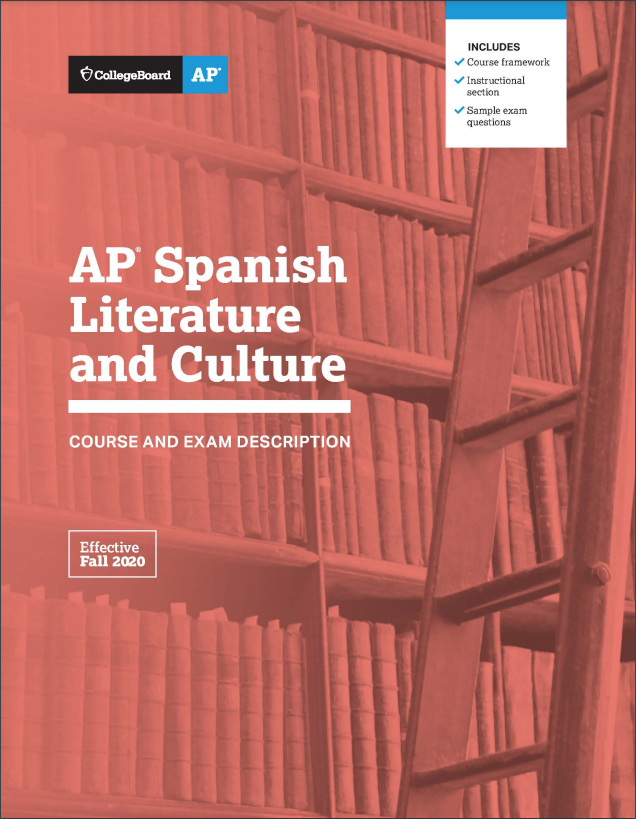 INCLUDES
Course framework
Instructional
section
Sample exam
questions
CollegeBoard
AP®
AP® Spanish
Literature
and Culture
COURSE AND EXAM DESCRIPTION
Effective
Fall 2020